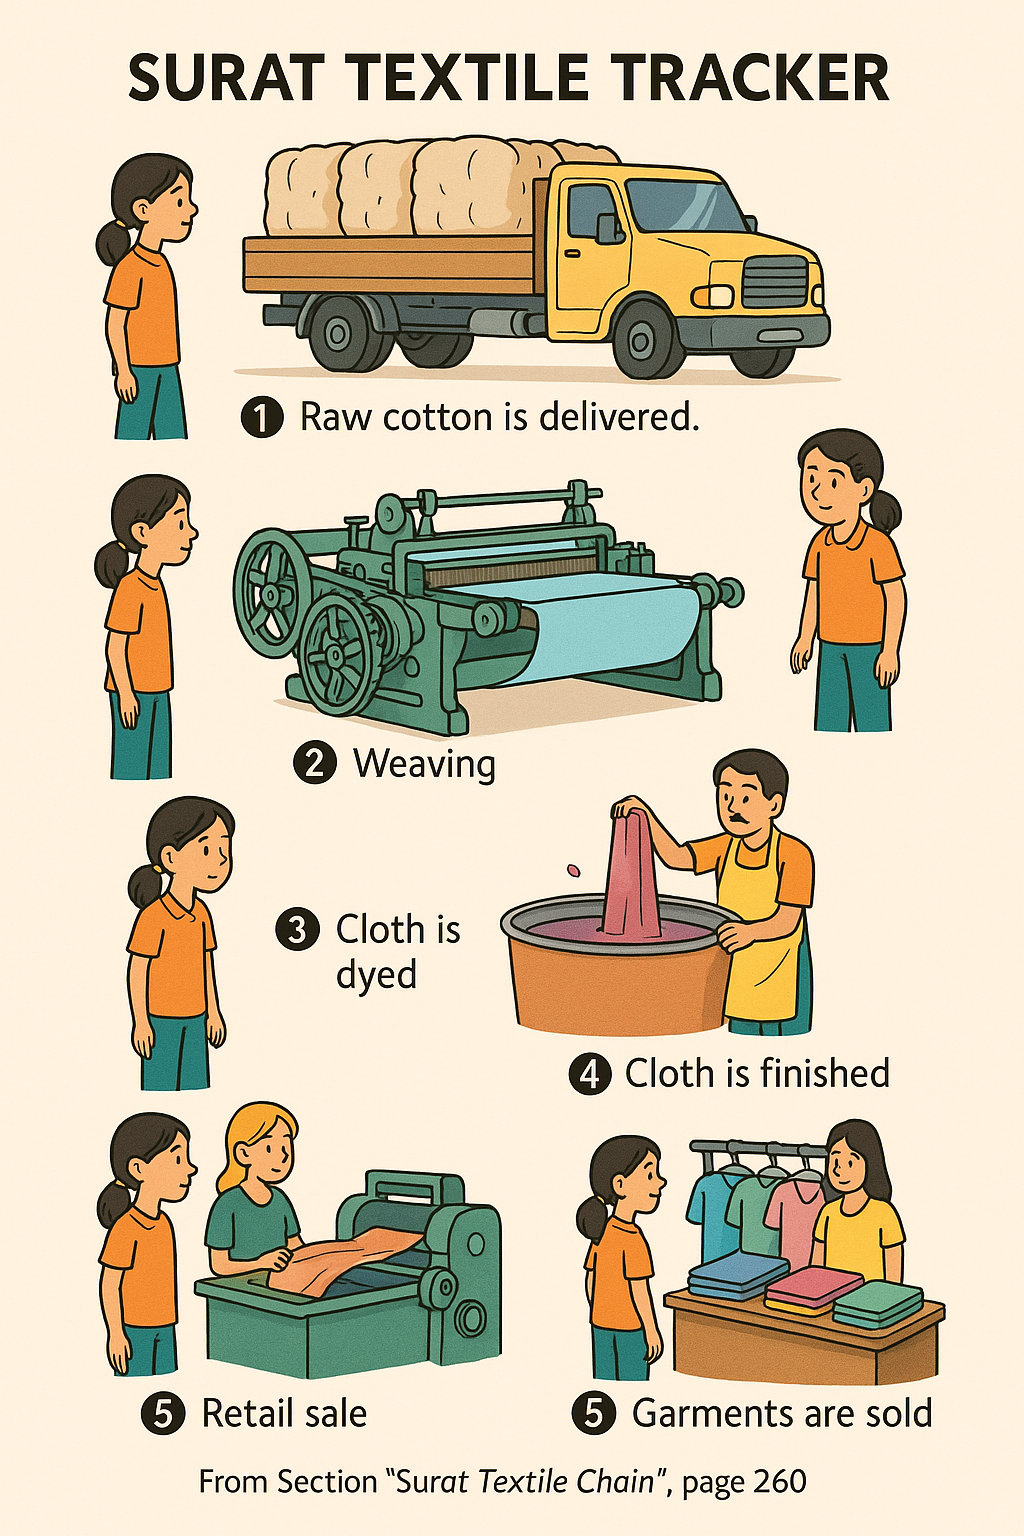 SURAT TEXTILE TRACKER
1 Raw cotton is delivered.
2 Weaving
3 Cloth is
dyed
4 Cloth is finished
5 Retail sale
5 Garments are sold
From Section "Surat Textile Chain", page 260